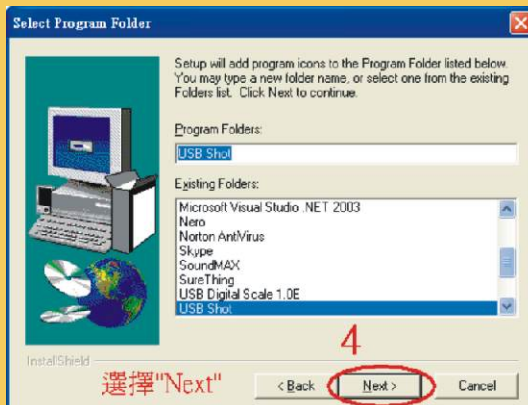 Select Program Folder
Setup will add program icons to the Program Folder listed below.
You may type a new folder name, or select one from the existing
Folders list. Click Next to continue.
Program Folders:
USB Shot
Existing Folders:
Microsoft Visual Studio .NET 2003
Nero
Norton AntiVirus
Skype
SoundMAX
SureThing
USB Digital Scale 1.0E
USB Shot
4
InstallShield
選擇"Next"
< Back
Next >
Cancel